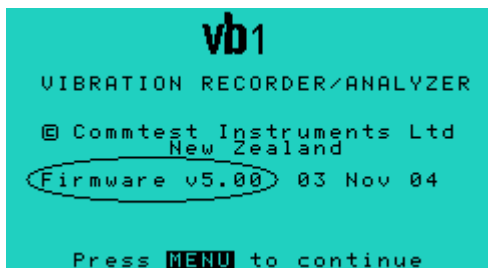 vb1
VIBRATION RECORDER/ANALYZER
© Commtest Instruments Ltd
New Zealand
Firmware v5.00 03 Nov 04
Press MENU to continue